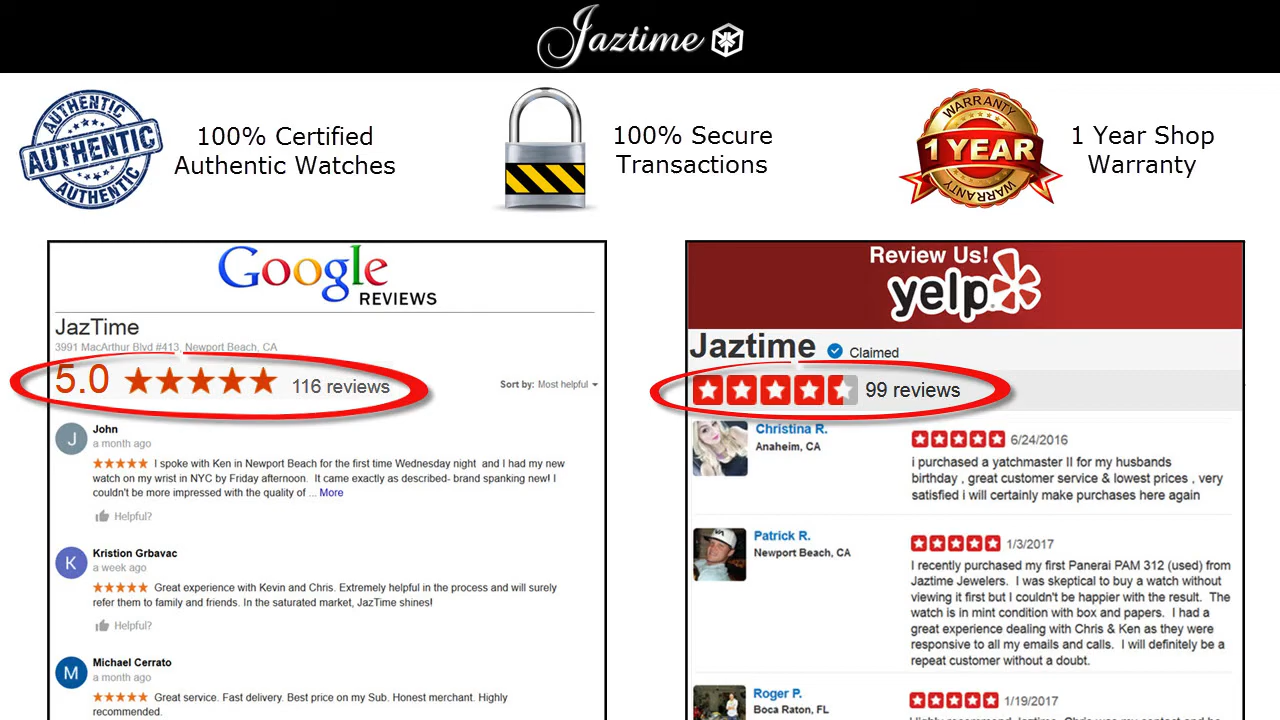 Jaztime
AUTHENTIC
AUTHENTIC
AUTHENTIC
100% Certified
Authentic Watches
100% Secure
Transactions
WARRANTY
1 YEAR
WARRANTY
1 Year Shop
Warranty
Google
REVIEWS
JazTime
3991 MacArthur Blvd #413, Newport Beach, CA
5.0 116 reviews
Sort by: Most helpful
J
John
a month ago
I spoke with Ken in Newport Beach for the first time Wednesday night and I had my new
watch on my wrist in NYC by Friday afternoon. It came exactly as described- brand spanking new! I
couldn't be more impressed with the quality of ... More
Helpful?
K
Kristion Grbavac
a week ago
Great experience with Kevin and Chris. Extremely helpful in the process and will surely
refer them to family and friends. In the saturated market, JazTime shines!
Helpful?
M
Michael Cerrato
a month ago
Great service. Fast delivery. Best price on my Sub. Honest merchant. Highly
recommended.
Review Us!
yelp
Jaztime Claimed
99 reviews
Christina R.
Anaheim, CA
6/24/2016
i purchased a yatchmaster II for my husbands
birthday , great customer service & lowest prices , very
satisfied i will certainly make purchases here again
Patrick R.
Newport Beach, CA
1/3/2017
I recently purchased my first Panerai PAM 312 (used) from
Jaztime Jewelers. I was skeptical to buy a watch without
viewing it first but I couldn't be happier with the result. The
watch is in mint condition with box and papers. I had a
great experience dealing with Chris & Ken as they were
responsive to all my emails and calls. I will definitely be a
repeat customer without a doubt.
Roger P.
Boca Raton, FL
1/19/2017